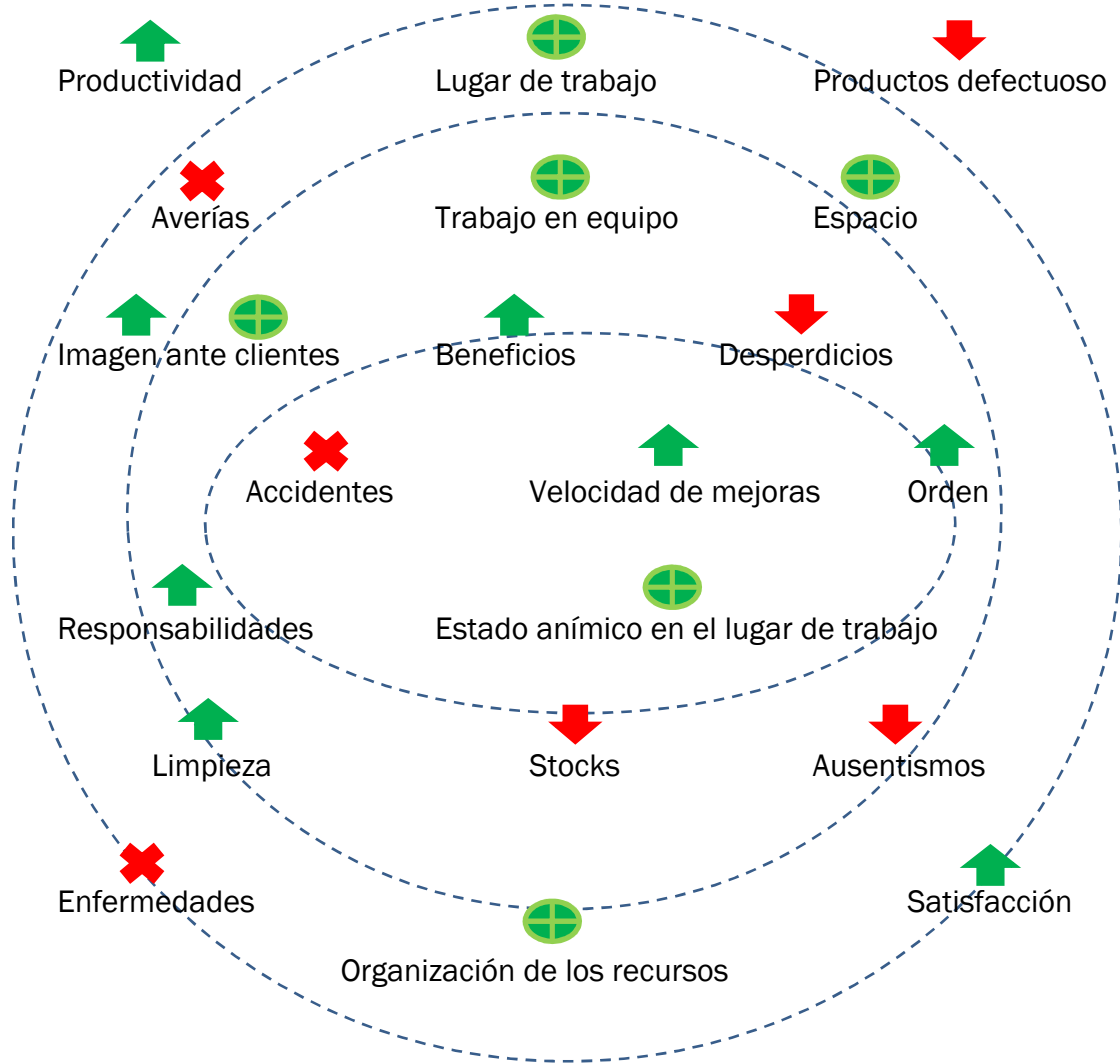 Productividad
Lugar de trabajo
Productos defectuoso
Averías
Trabajo en equipo
Espacio
Imagen ante clientes
Beneficios
Desperdicios
Accidentes
Velocidad de mejoras
Orden
Responsabilidades
Estado anímico en el lugar de trabajo
Limpieza
Stocks
Ausentismos
Enfermedades
Satisfacción
Organización de los recursos